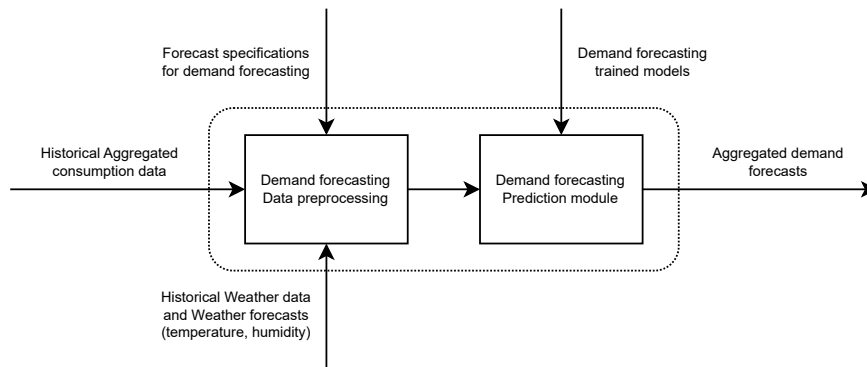 Forecast specifications
for demand forecasting
Demand forecasting
trained models
Historical Aggregated
consumption data
Demand forecasting
Data preprocessing
Demand forecasting
Prediction module
Aggregated demand
forecasts
Historical Weather data
and Weather forecasts
(temperature, humidity)